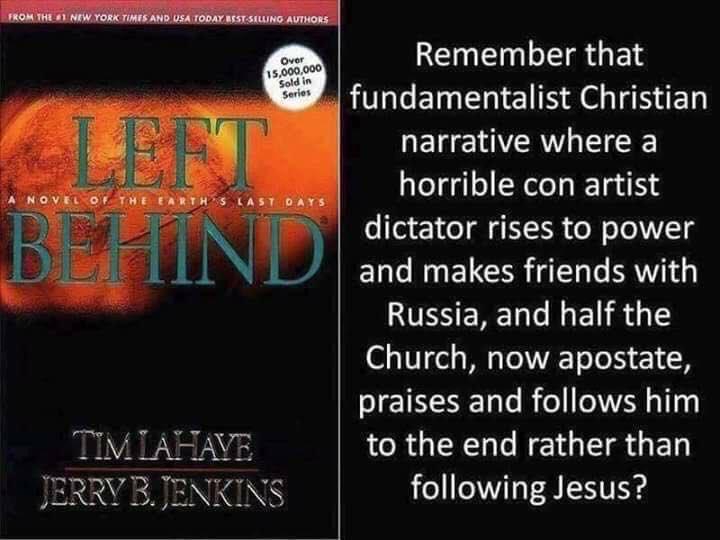 FROM THE #1 NEW YORK TIMES AND USA TODAY BEST-SELLING AUTHORS
Over
15,000,000
Sold in
Series
LEFT
A NOVEL OF THE EARTH'S LAST DAYS
BEHIND®
TIM LAHAYE
JERRY B. JENKINS
Remember that
fundamentalist Christian
narrative where a
horrible con artist
dictator rises to power
and makes friends with
Russia, and half the
Church, now apostate,
praises and follows him
to the end rather than
following Jesus?